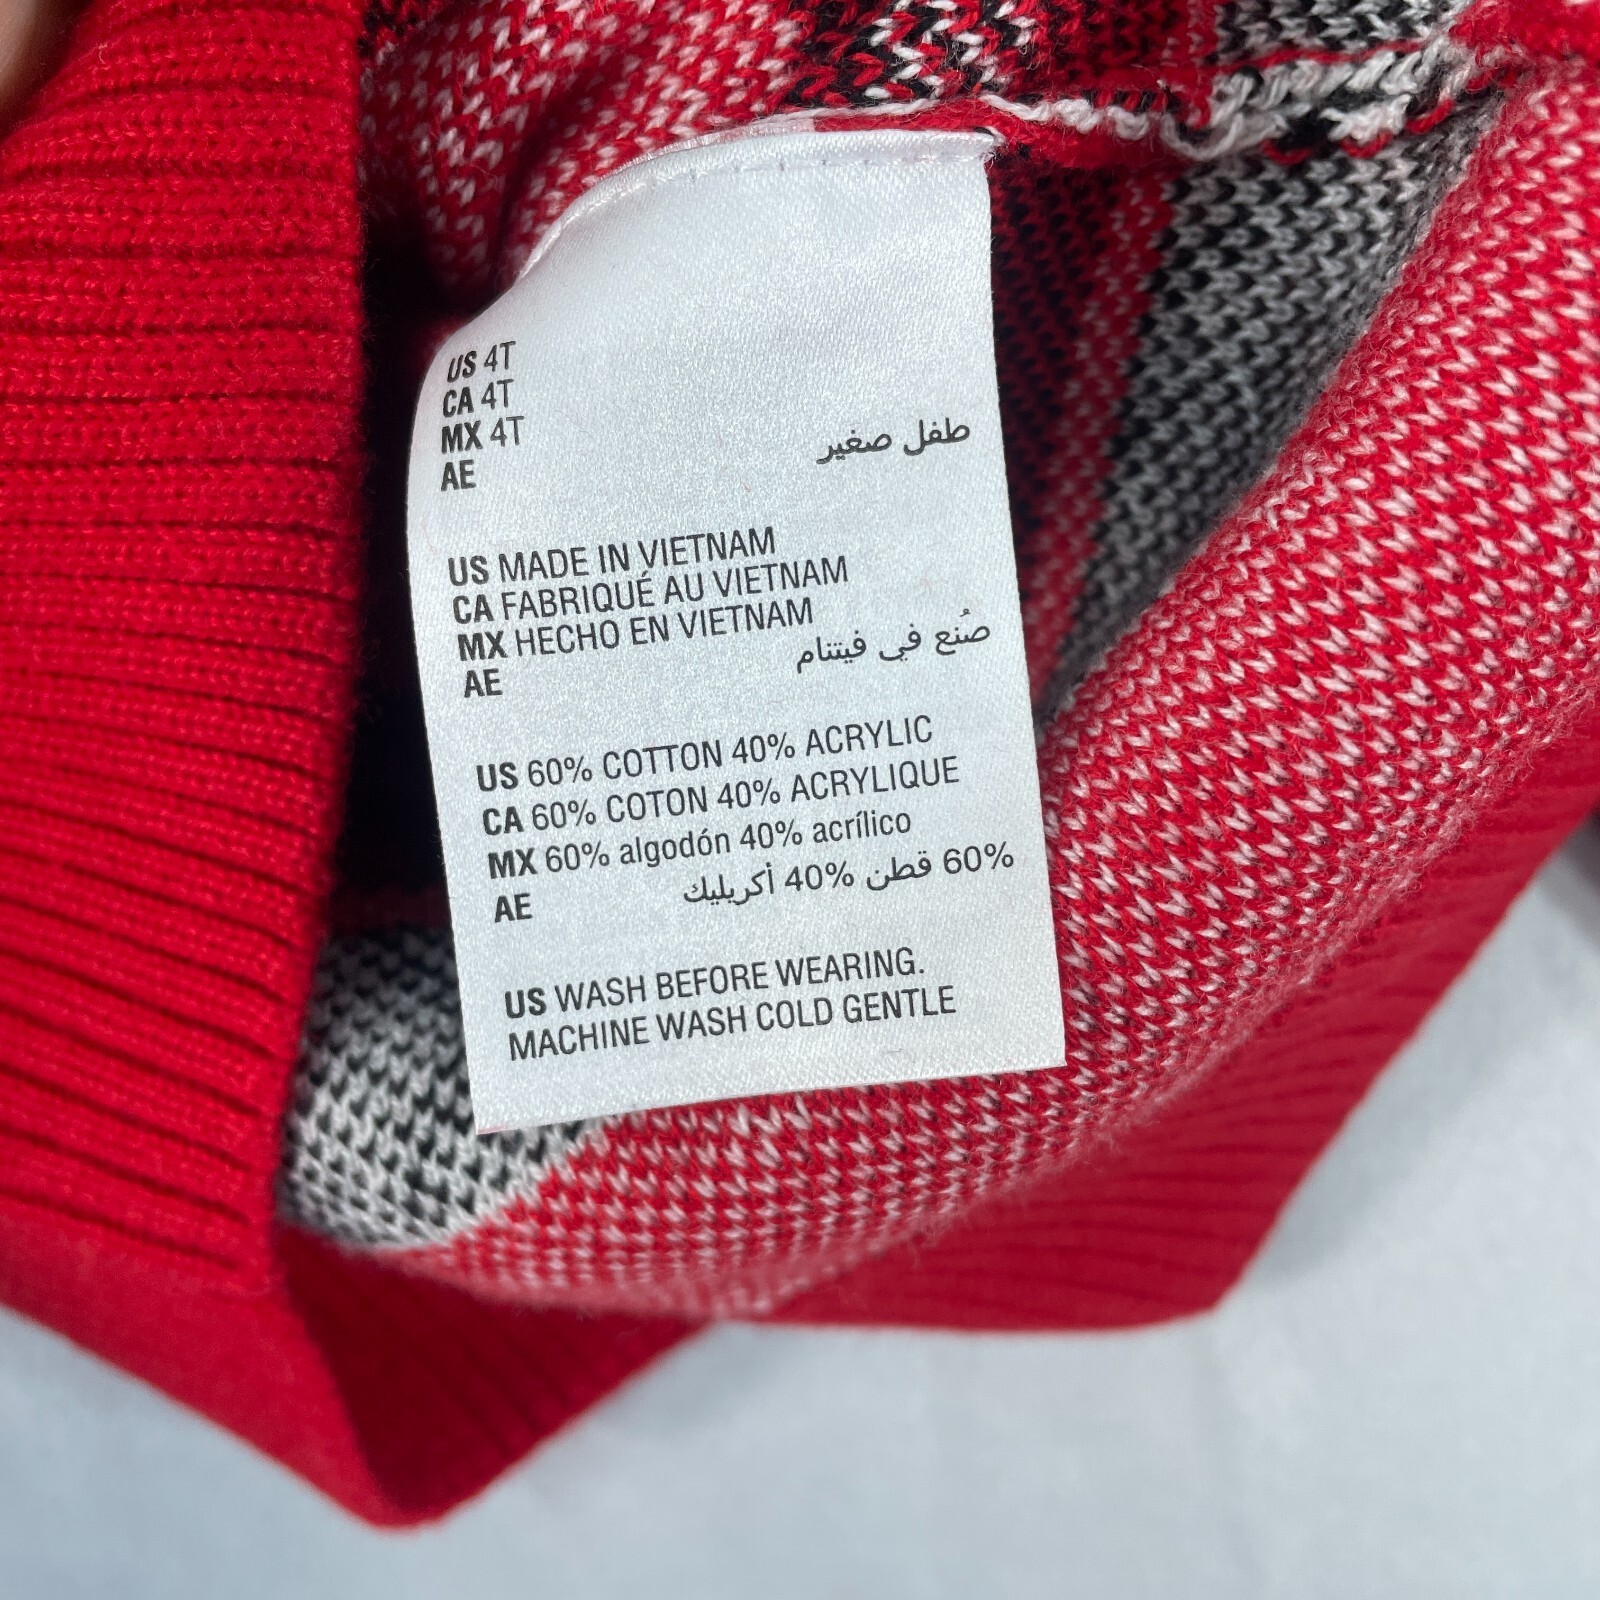 US 4T
CA 4T
MX 4T
AE طفل صغير
US MADE IN VIETNAM
CA FABRIQUÉ AU VIETNAM
MX HECHO EN VIETNAM
AE صُنع في فيتنام
US 60% COTTON 40% ACRYLIC
CA 60% COTON 40% ACRYLIQUE
MX 60% algodón 40% acrílico
AE 60% قطن 40% أكريليك
US WASH BEFORE WEARING.
MACHINE WASH COLD GENTLE